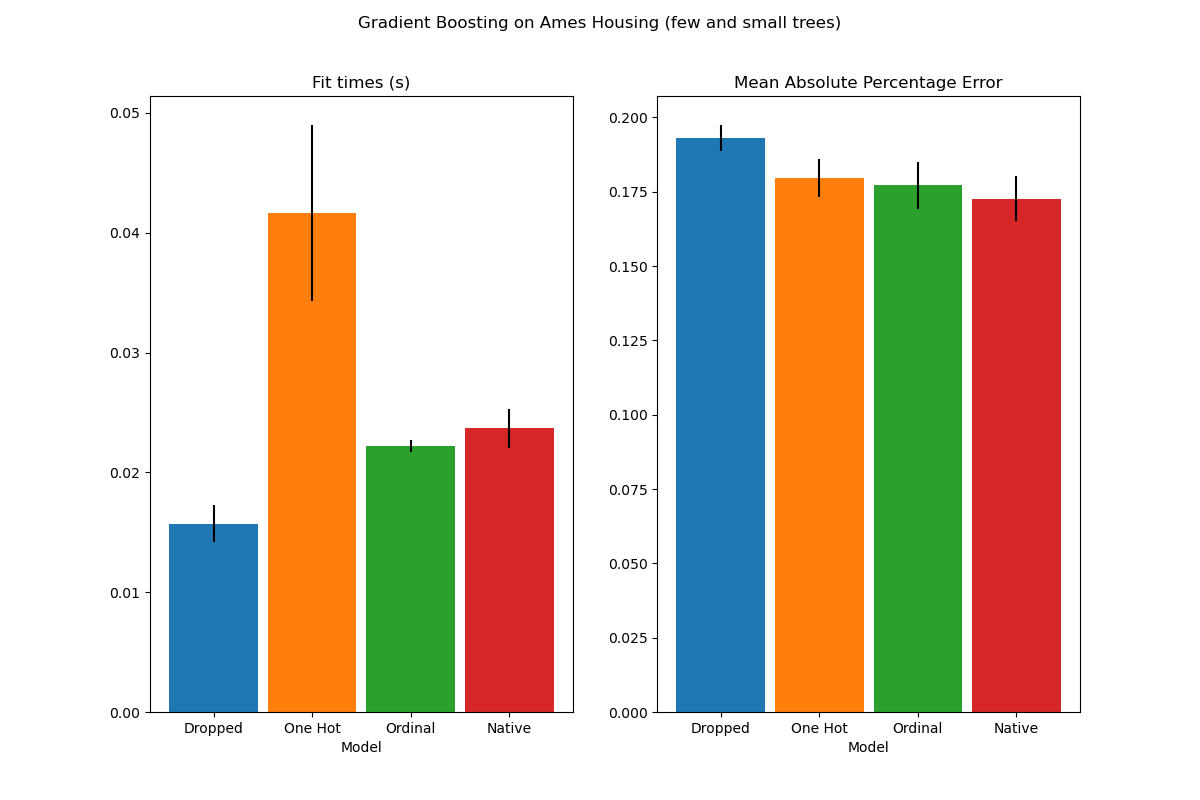 Gradient Boosting on Ames Housing (few and small trees)
Fit times (s)
0.05
0.04
0.03
0.02
0.01
0.00
Dropped One Hot Ordinal Native
Model
Mean Absolute Percentage Error
0.200
0.175
0.150
0.125
0.100
0.075
0.050
0.025
0.000
Dropped One Hot Ordinal Native
Model